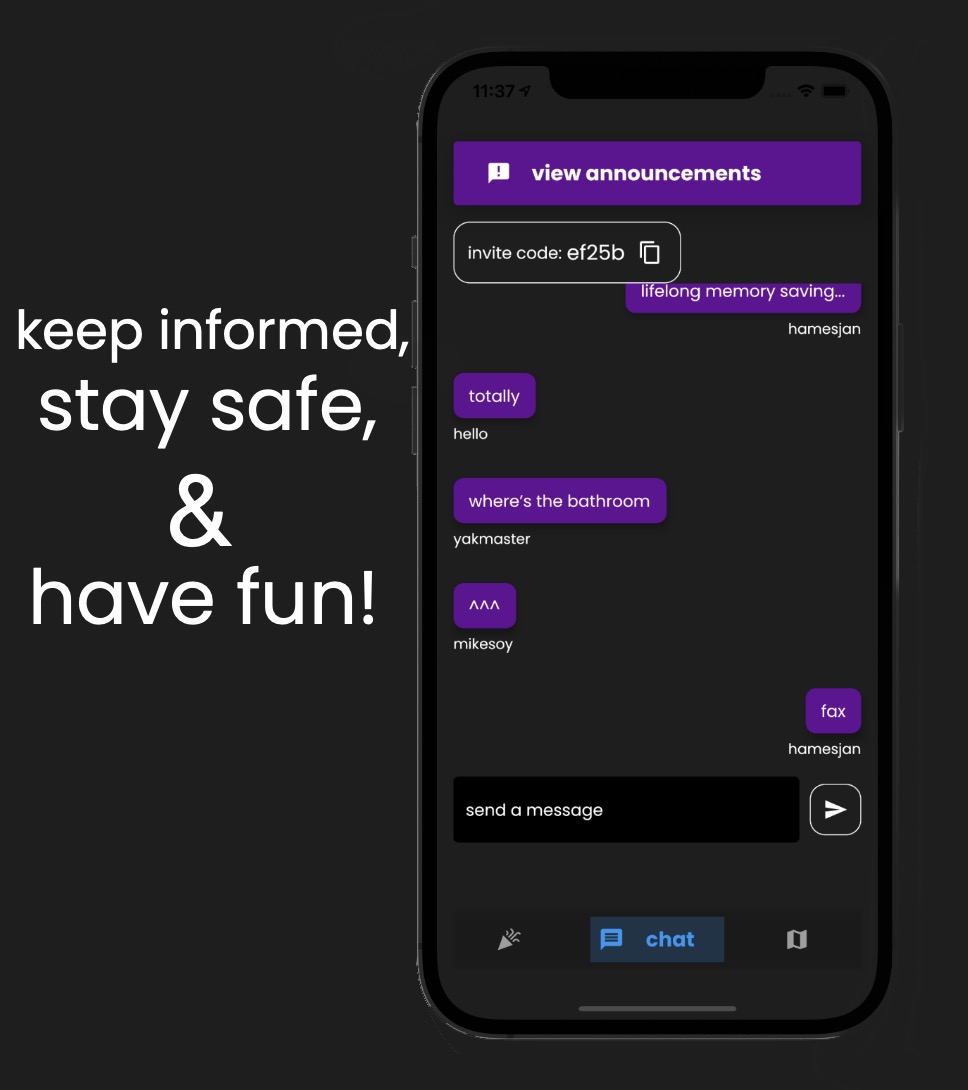 keep informed,
stay safe,
&
have fun!
11:37
view announcements
invite code: ef25b
lifelong memory saving...
hamesjan
totally
hello
where's the bathroom
yakmaster
^^^
mikesoy
fax
hamesjan
send a message
chat